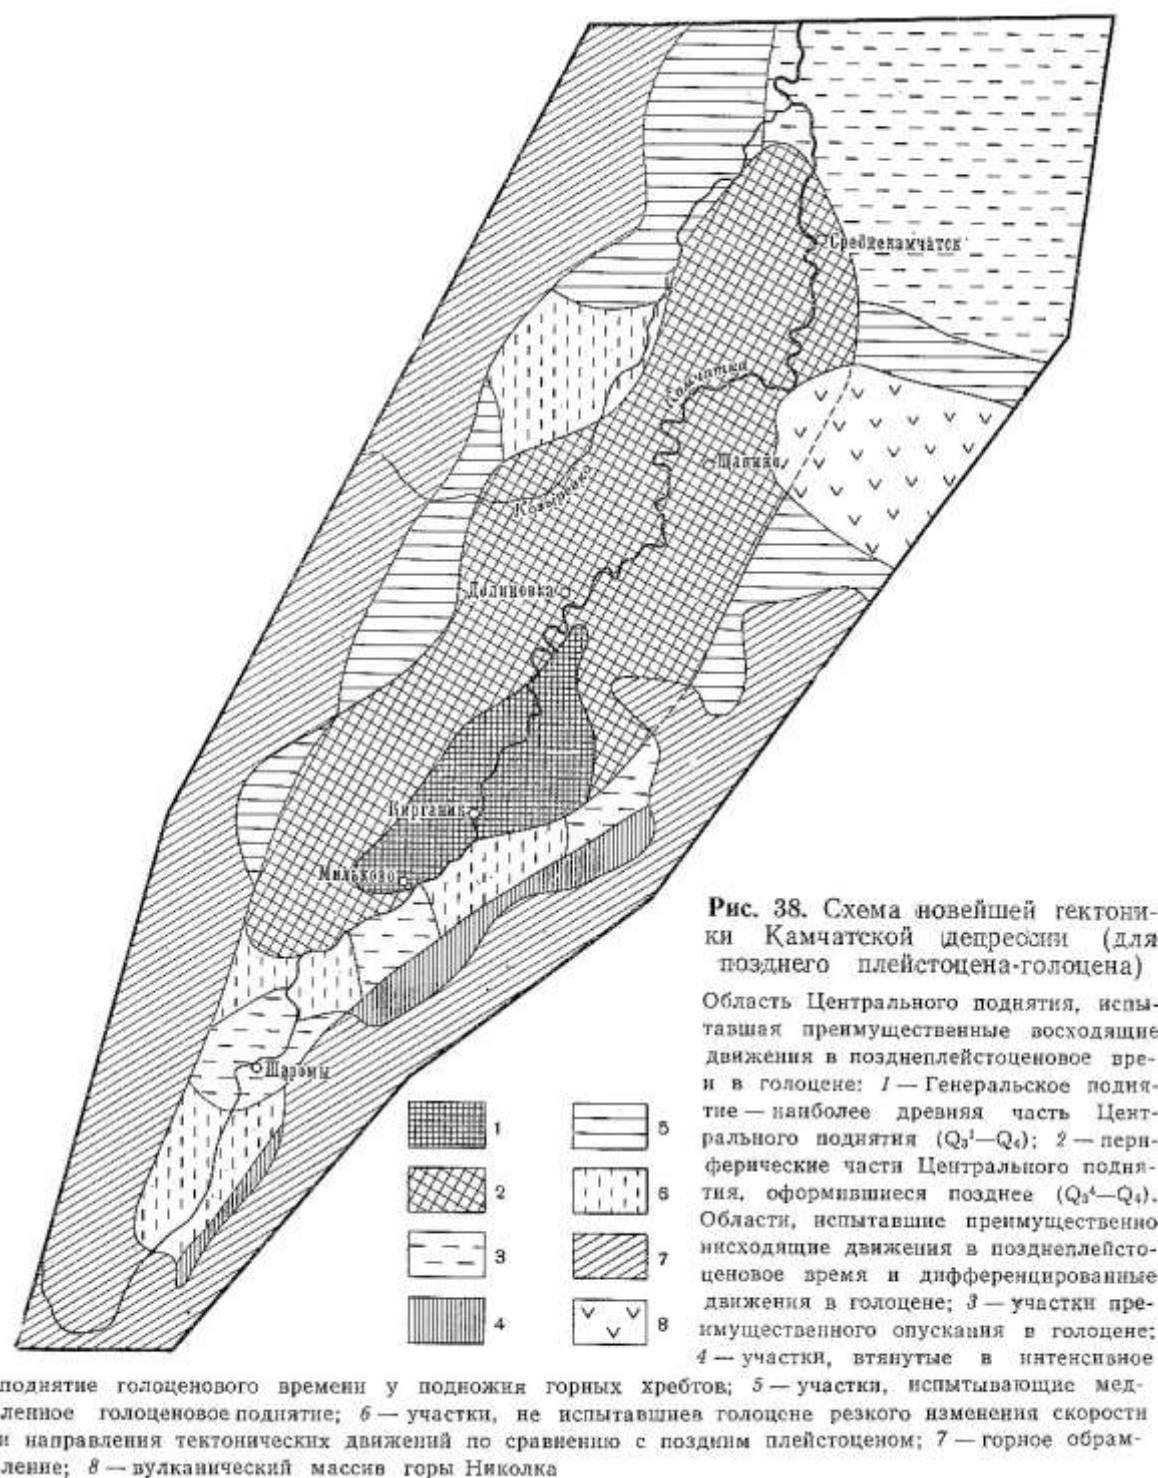 Среднекамчатск
Камчатка
Щапино
Козыревка
Долиновка
Кирганик
Мильково
Шаромы
1
2
3
4
5
6
7
8
Рис. 38. Схема новейшей тектони-
ки Камчатской депрессии (для
позднего плейстоцена-голоцена)
Область Центрального поднятия, испы-
тавшая преимущественные восходящие
движения в позднеплейстоценовое вре-
и в голоцене: 1 — Генеральское подня-
тие — наиболее древняя часть Цент-
рального поднятия (Q₃¹—Q₄); 2 — пери-
ферические части Центрального подня-
тия, оформившиеся позднее (Q₃⁴—Q₄).
Области, испытавшие преимущественно
нисходящие движения в позднеплейсто-
ценовое время и дифференцированные
движения в голоцене; 3 — участки пре-
имущественного опускания в голоцене;
4 — участки, втянутые в интенсивное
поднятие голоценового времени у подножия горных хребтов; 5 — участки, испытывающие мед-
ленное голоценовое поднятие; 6 — участки, не испытавшиев голоцене резкого изменения скорости
и направления тектонических движений по сравнению с поздним плейстоценом; 7 — горное обрам-
ление; 8 — вулканический массив горы Николка